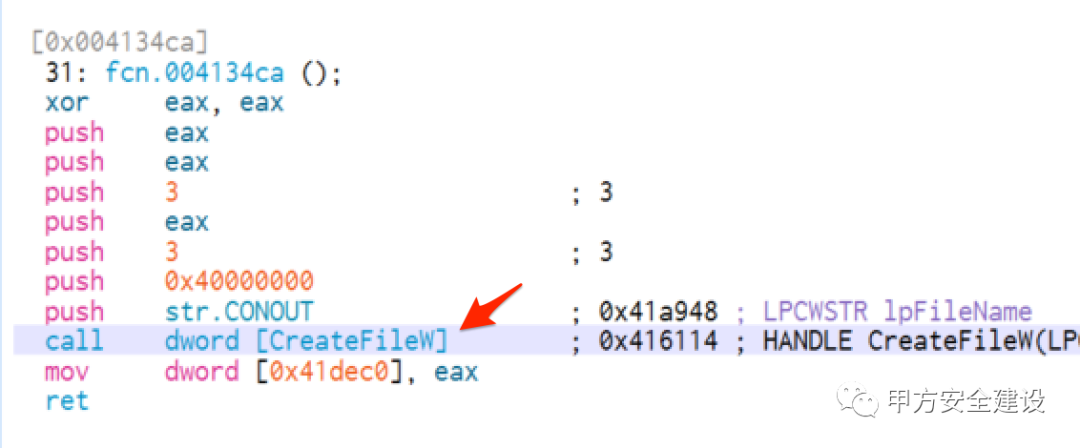 [0x004134ca]
31: fcn.004134ca ();
xor eax, eax
push eax
push eax
push 3 ; 3
push eax
push 3 ; 3
push 0x40000000
push str.CONOUT ; 0x41a948 ; LPCWSTR lpFileName
call dword [CreateFileW] ; 0x416114 ; HANDLE CreateFileW(LP
mov dword [0x41dec0], eax
ret
甲方安全建设